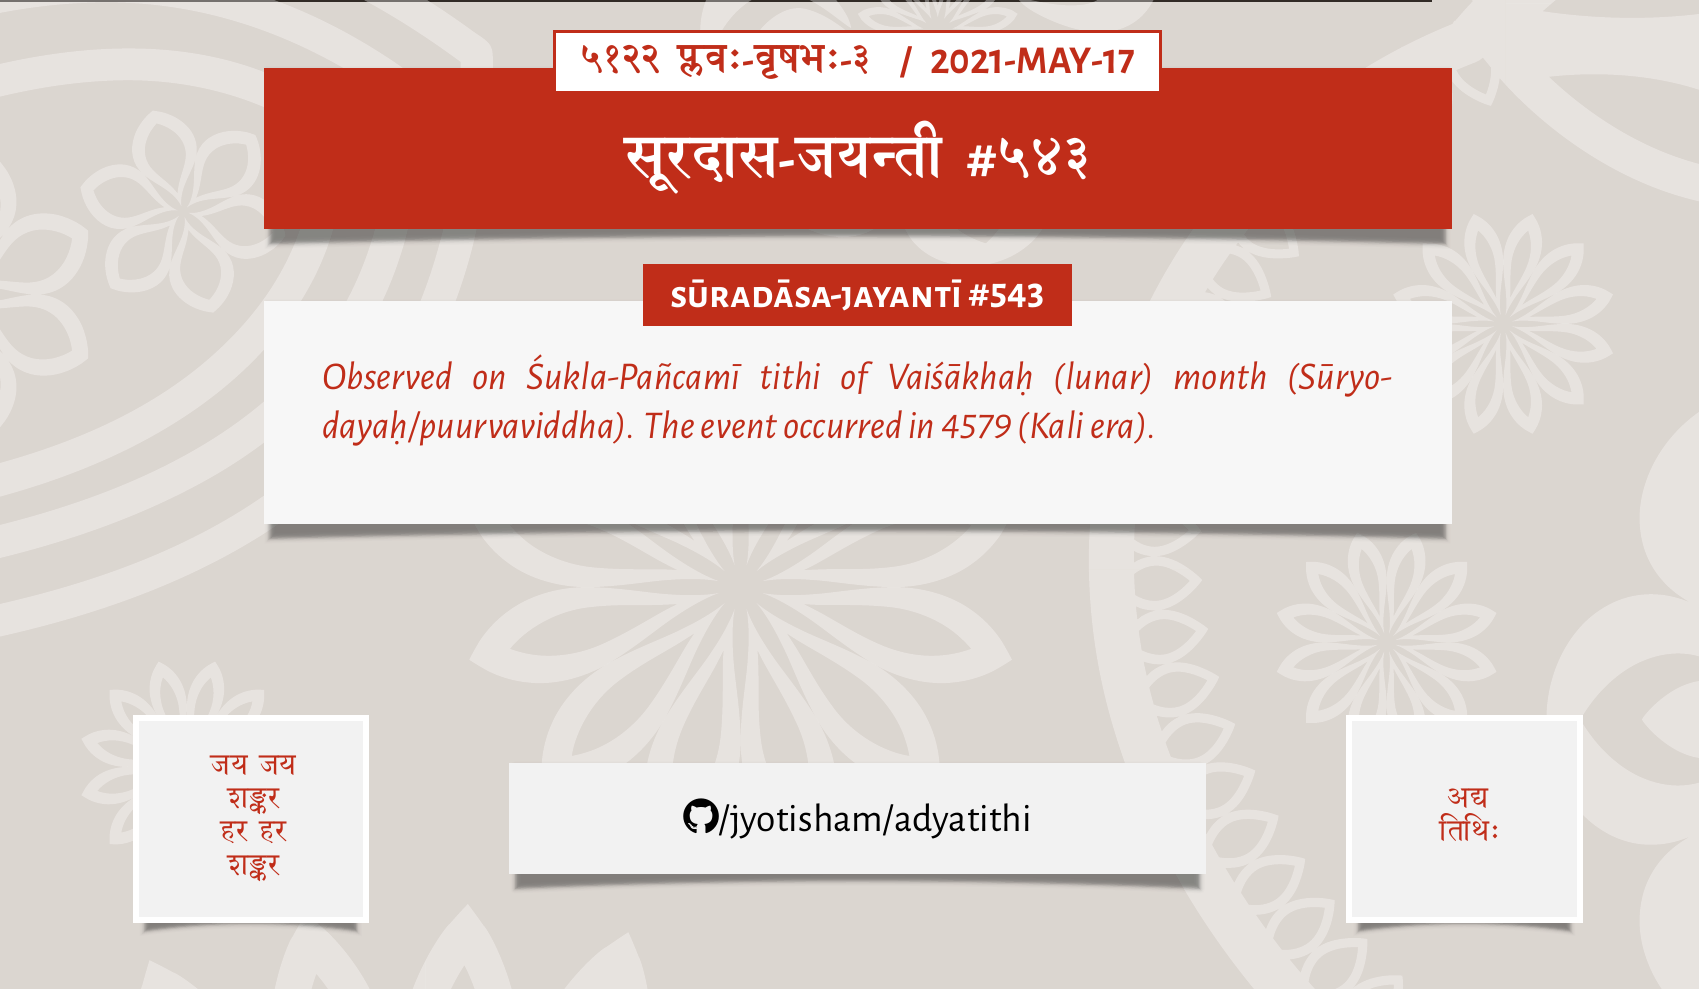 ५१२२ प्लवः-वृषभः-३ / 2021-MAY-17
सूरदास-जयन्ती #५४३
SŪRADĀSA-JAYANTĪ #543
Observed on Śukla-Pañcamī tithi of Vaiśākhaḥ (lunar) month (Sūryo-
dayaḥ/puurvaviddha). The event occurred in 4579 (Kali era).
जय जय
शङ्कर
हर हर
शङ्कर
/jyotisham/adyatithi
अद्य
तिथिः